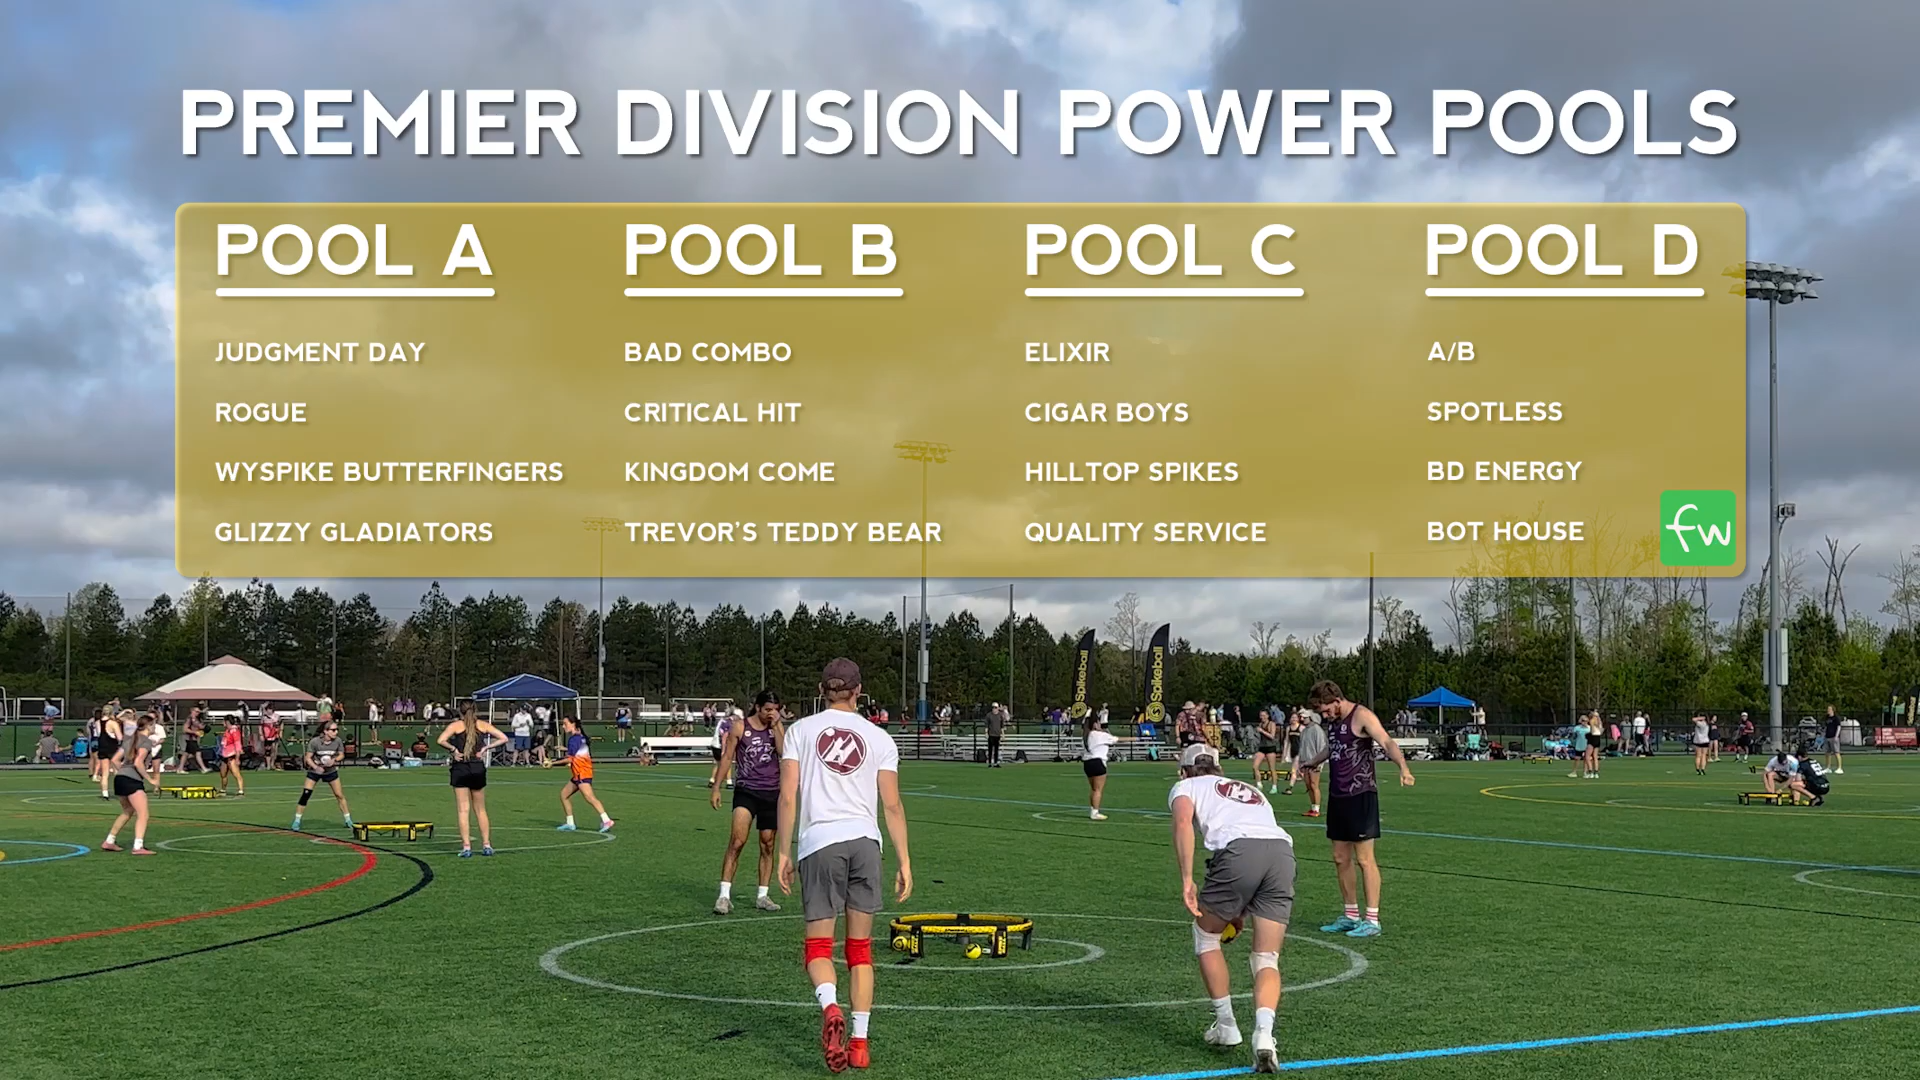 PREMIER DIVISION POWER POOLS
POOL A
JUDGMENT DAY
ROGUE
WYSPIKE BUTTERFINGERS
GLIZZY GLADIATORS
POOL B
BAD COMBO
CRITICAL HIT
KINGDOM COME
TREVOR'S TEDDY BEAR
POOL C
ELIXIR
CIGAR BOYS
HILLTOP SPIKES
QUALITY SERVICE
POOL D
A/B
SPOTLESS
BD ENERGY
BOT HOUSE
fw
Spikeball
Spikeball